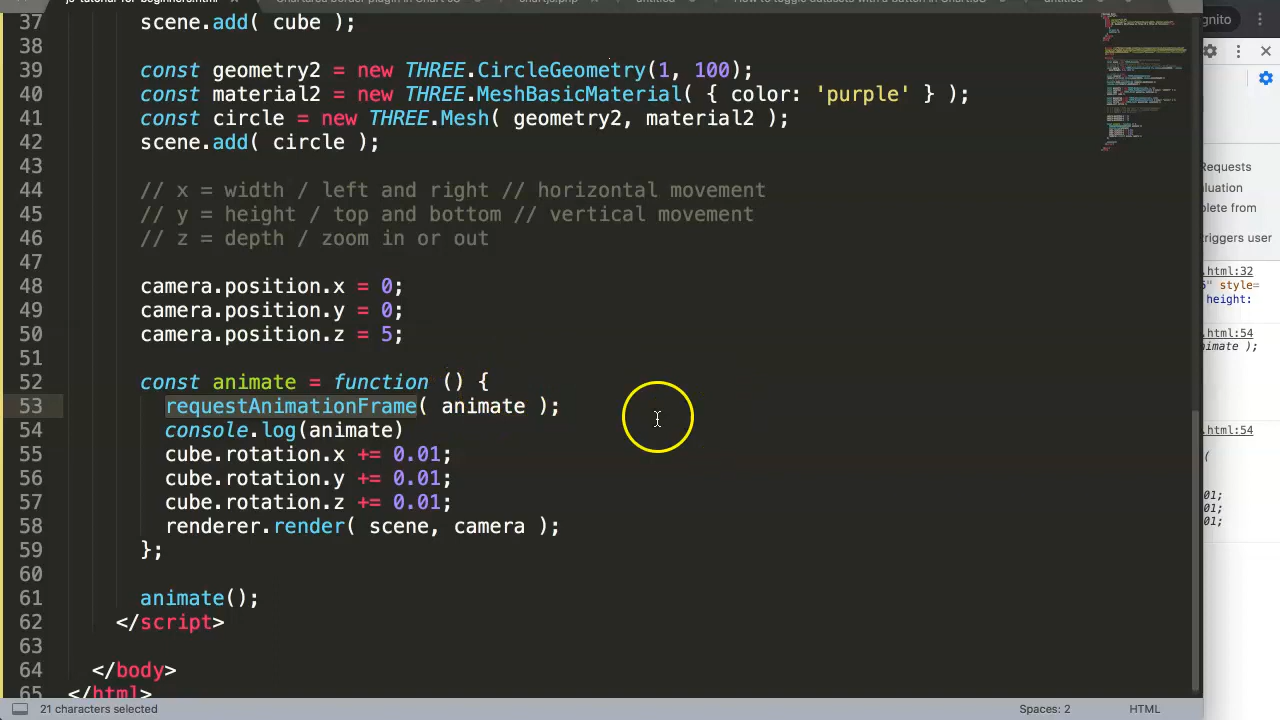 37 scene.add( cube );
38
39 const geometry2 = new THREE.CircleGeometry(1, 100);
40 const material2 = new THREE.MeshBasicMaterial( { color: 'purple' } );
41 const circle = new THREE.Mesh( geometry2, material2 );
42 scene.add( circle );
43
44 // x = width / left and right // horizontal movement
45 // y = height / top and bottom // vertical movement
46 // z = depth / zoom in or out
47
48 camera.position.x = 0;
49 camera.position.y = 0;
50 camera.position.z = 5;
51
52 const animate = function () {
53 requestAnimationFrame( animate );
54 console.log(animate)
55 cube.rotation.x += 0.01;
56 cube.rotation.y += 0.01;
57 cube.rotation.z += 0.01;
58 renderer.render( scene, camera );
59 };
60
61 animate();
62 </script>
63
64 </body>
65 </html>
21 characters selected
Spaces: 2
HTML
Requests
.html:32
style=
height:
.html:54
.html:54
(
01;
01;
01;